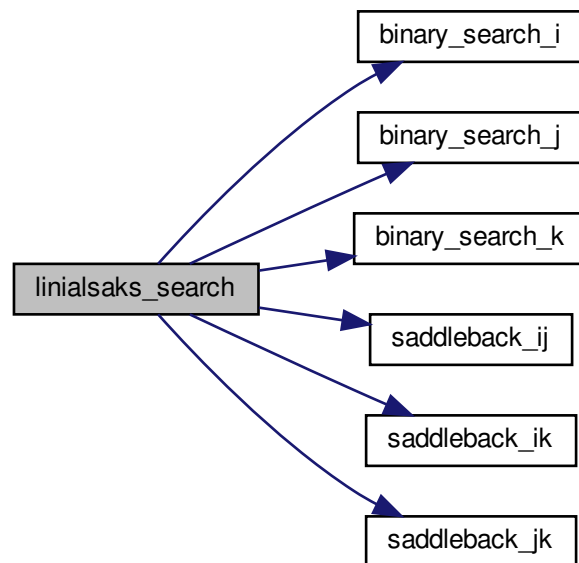 binary_search_i
binary_search_j
binary_search_k
linialsaks_search
saddleback_ij
saddleback_ik
saddleback_jk